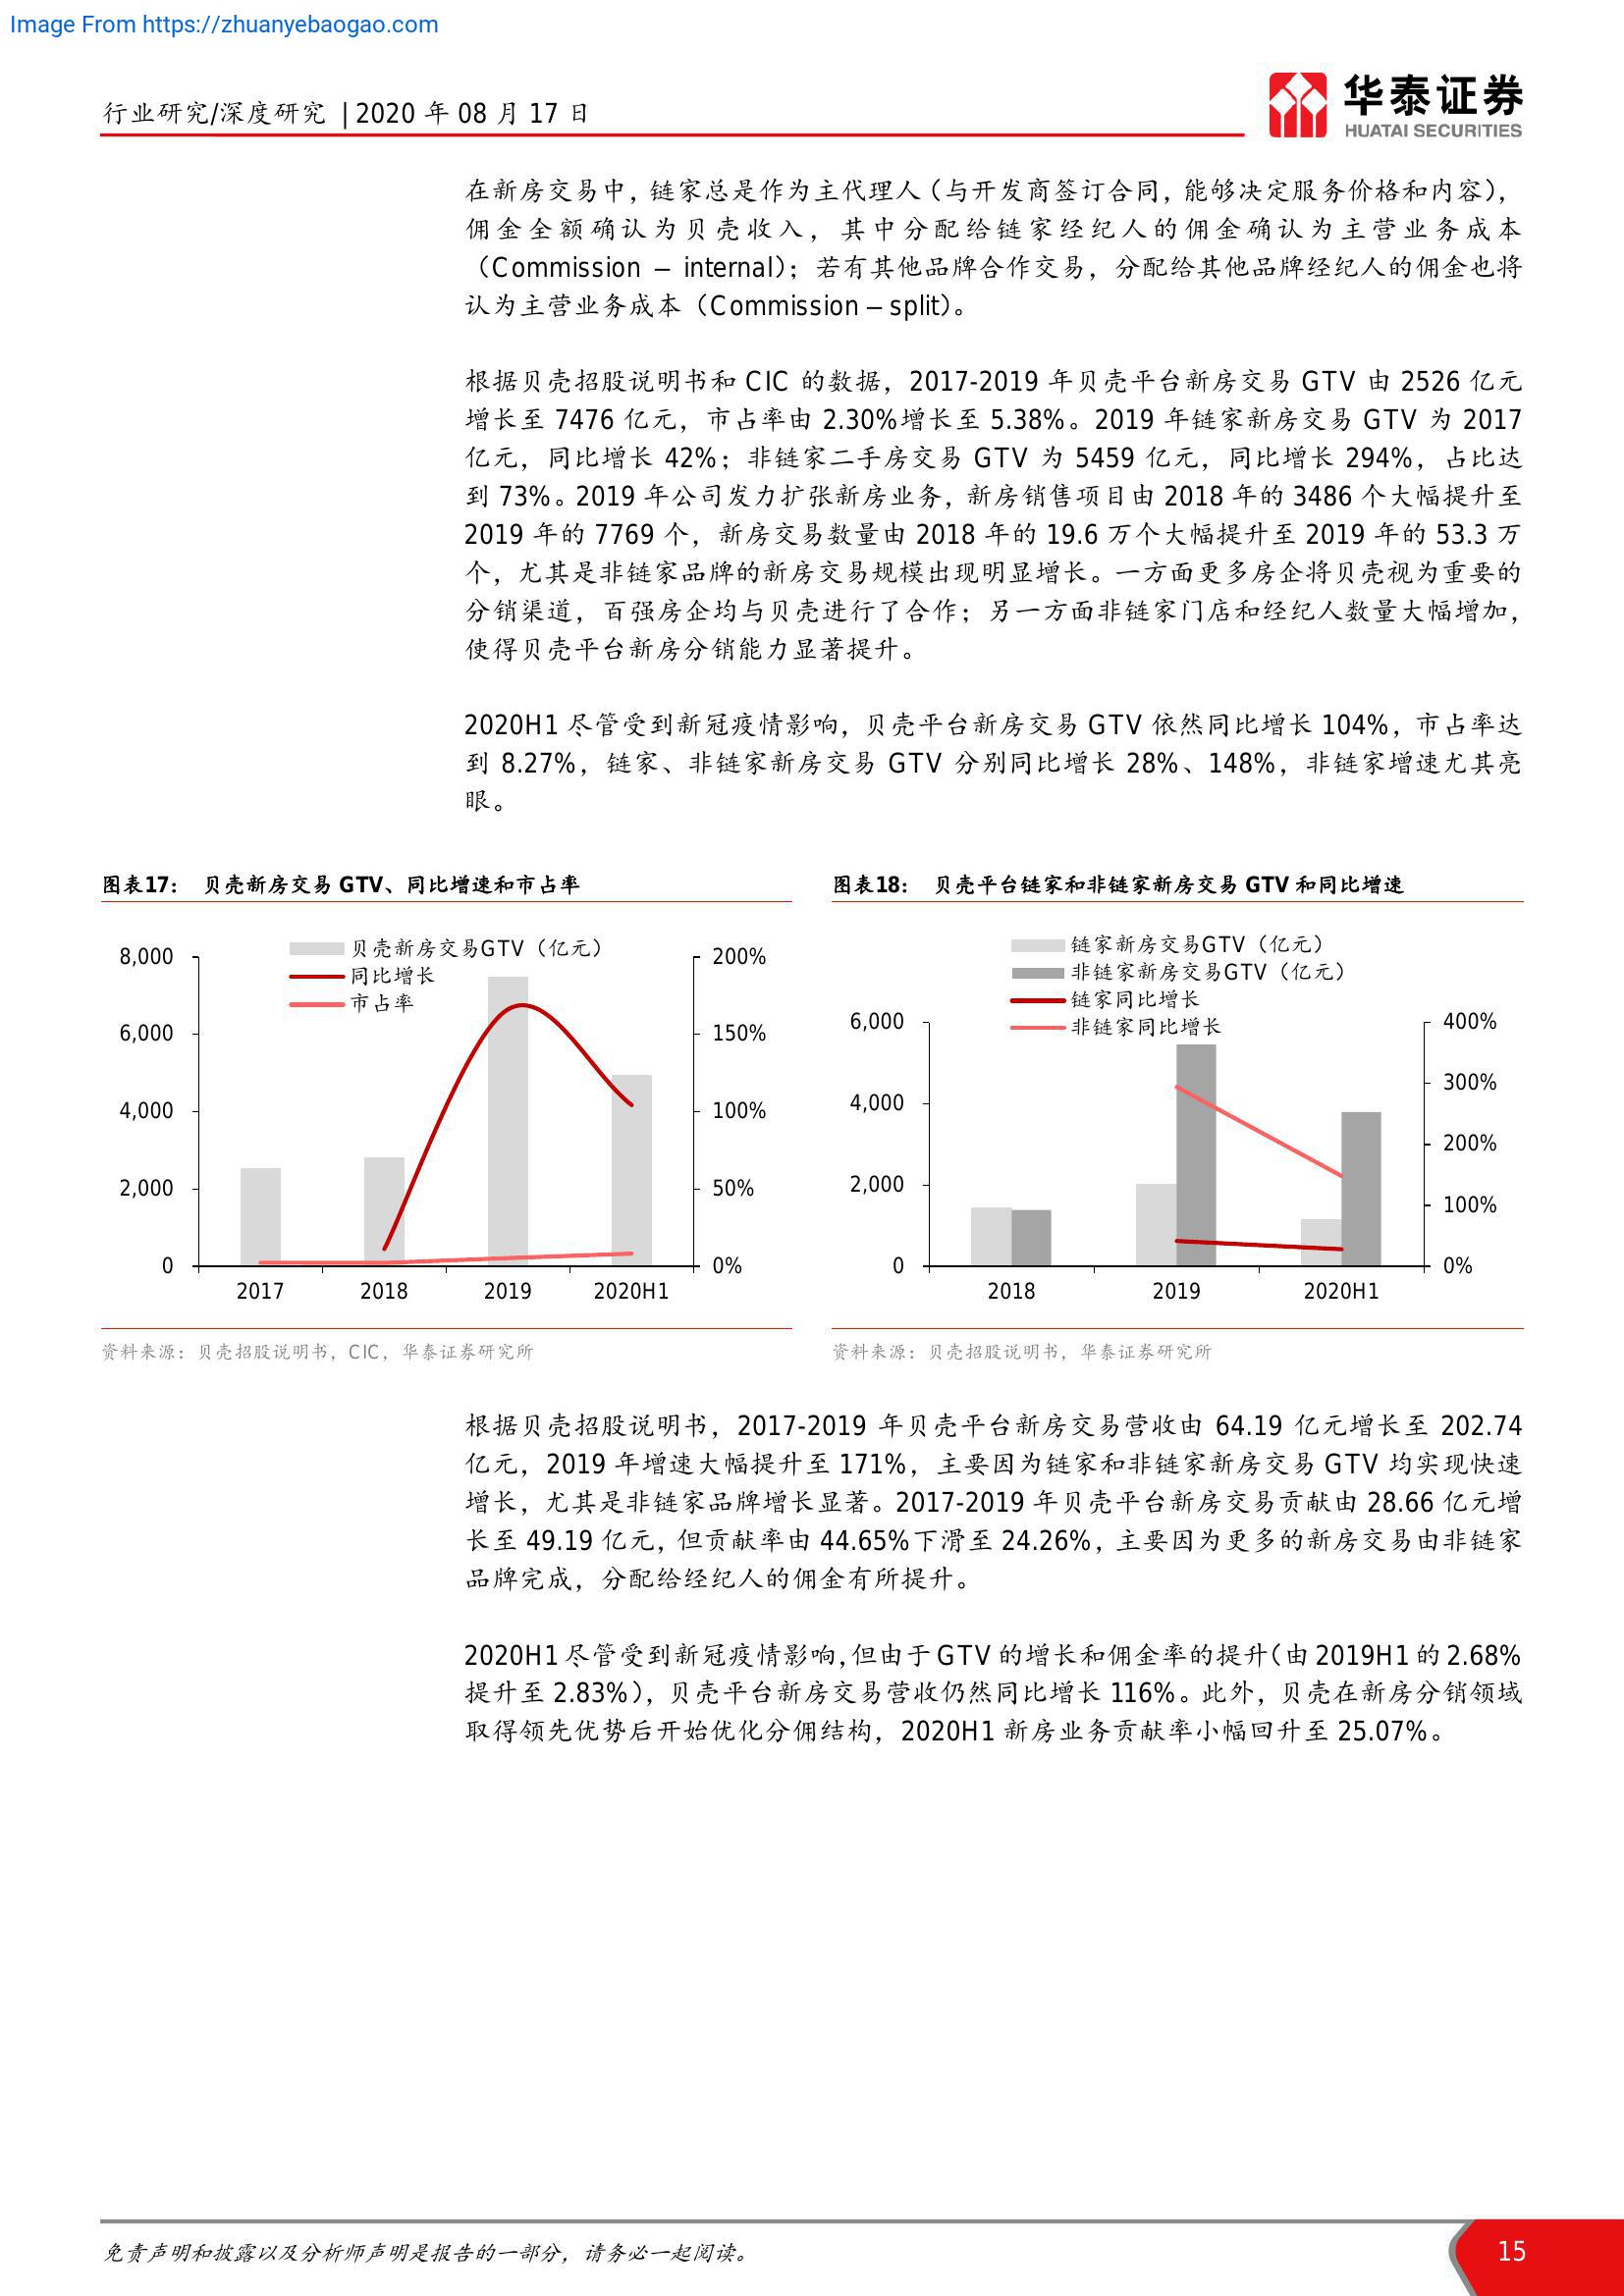 Image From https://zhuanyebaogao.com
行业研究/深度研究 | 2020 年 08 月 17 日
华泰证券
HUATAI SECURITIES
在新房交易中，链家总是作为主代理人（与开发商签订合同，能够决定服务价格和内容），
佣金全额确认为贝壳收入，其中分配给链家经纪人的佣金确认为主营业务成本
（Commission – internal）；若有其他品牌合作交易，分配给其他品牌经纪人的佣金也将
认为主营业务成本（Commission – split）。
根据贝壳招股说明书和 CIC 的数据，2017-2019 年贝壳平台新房交易 GTV 由 2526 亿元
增长至 7476 亿元，市占率由 2.30%增长至 5.38%。2019 年链家新房交易 GTV 为 2017
亿元，同比增长 42%；非链家二手房交易 GTV 为 5459 亿元，同比增长 294%，占比达
到 73%。2019 年公司发力扩张新房业务，新房销售项目由 2018 年的 3486 个大幅提升至
2019 年的 7769 个，新房交易数量由 2018 年的 19.6 万个大幅提升至 2019 年的 53.3 万
个，尤其是非链家品牌的新房交易规模出现明显增长。一方面更多房企将贝壳视为重要的
分销渠道，百强房企均与贝壳进行了合作；另一方面非链家门店和经纪人数量大幅增加，
使得贝壳平台新房分销能力显著提升。
2020H1 尽管受到新冠疫情影响，贝壳平台新房交易 GTV 依然同比增长 104%，市占率达
到 8.27%，链家、非链家新房交易 GTV 分别同比增长 28%、148%，非链家增速尤其亮
眼。
图表17： 贝壳新房交易 GTV、同比增速和市占率
贝壳新房交易GTV（亿元）
同比增长
市占率
8,000
6,000
4,000
2,000
0
200%
150%
100%
50%
0%
2017 2018 2019 2020H1
资料来源：贝壳招股说明书，CIC，华泰证券研究所
图表18： 贝壳平台链家和非链家新房交易 GTV 和同比增速
链家新房交易GTV（亿元）
非链家新房交易GTV（亿元）
链家同比增长
非链家同比增长
6,000
4,000
2,000
0
400%
300%
200%
100%
0%
2018 2019 2020H1
资料来源：贝壳招股说明书，华泰证券研究所
根据贝壳招股说明书，2017-2019 年贝壳平台新房交易营收由 64.19 亿元增长至 202.74
亿元，2019 年增速大幅提升至 171%，主要因为链家和非链家新房交易 GTV 均实现快速
增长，尤其是非链家品牌增长显著。2017-2019 年贝壳平台新房交易贡献由 28.66 亿元增
长至 49.19 亿元，但贡献率由 44.65%下滑至 24.26%，主要因为更多的新房交易由非链家
品牌完成，分配给经纪人的佣金有所提升。
2020H1 尽管受到新冠疫情影响，但由于 GTV 的增长和佣金率的提升（由 2019H1 的 2.68%
提升至 2.83%），贝壳平台新房交易营收仍然同比增长 116%。此外，贝壳在新房分销领域
取得领先优势后开始优化分佣结构，2020H1 新房业务贡献率小幅回升至 25.07%。
免责声明和披露以及分析师声明是报告的一部分，请务必一起阅读。
15